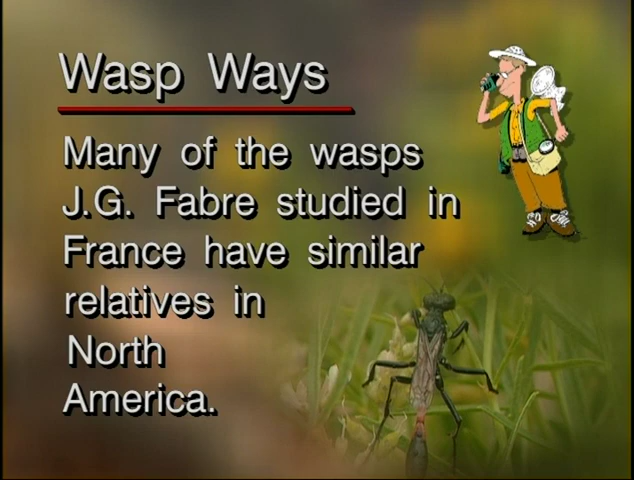 Wasp Ways
Many of the wasps
J.G. Fabre studied in
France have similar
relatives in
North
America.